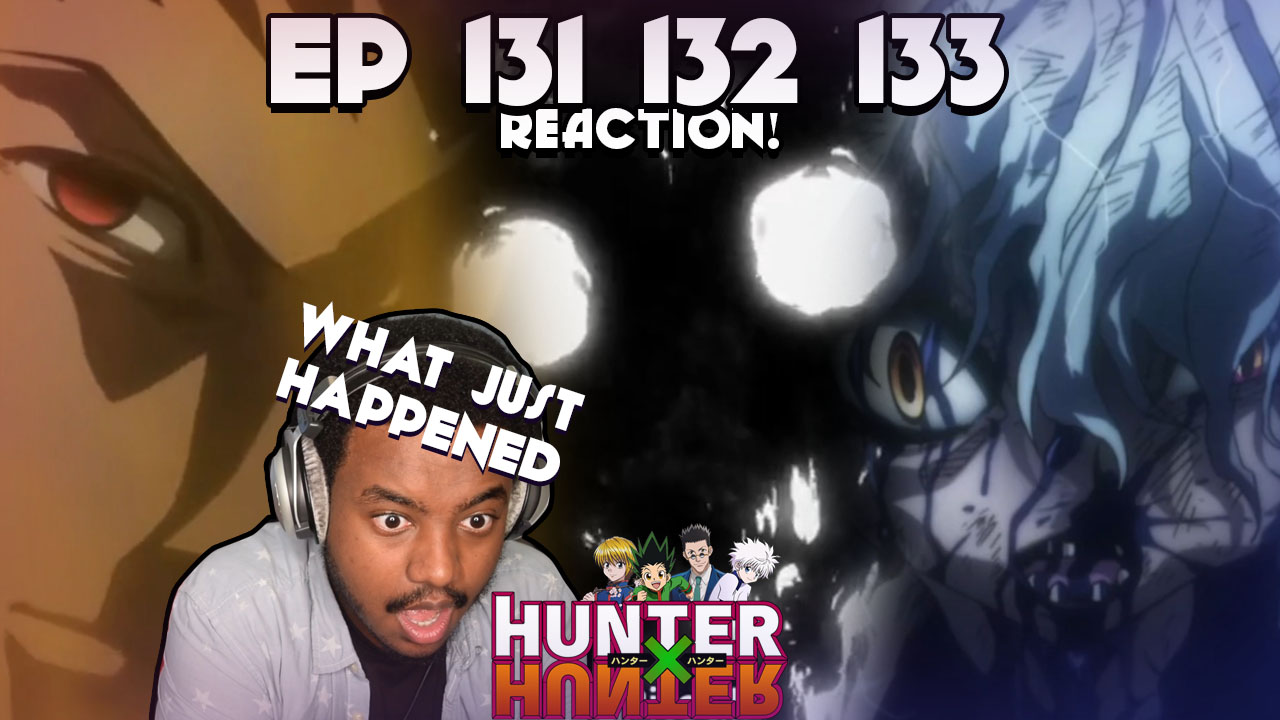 EP 131 132 133
REACTION!
WHAT JUST
HAPPENED
HUNTER
ハンター×ハンター
HUNTER